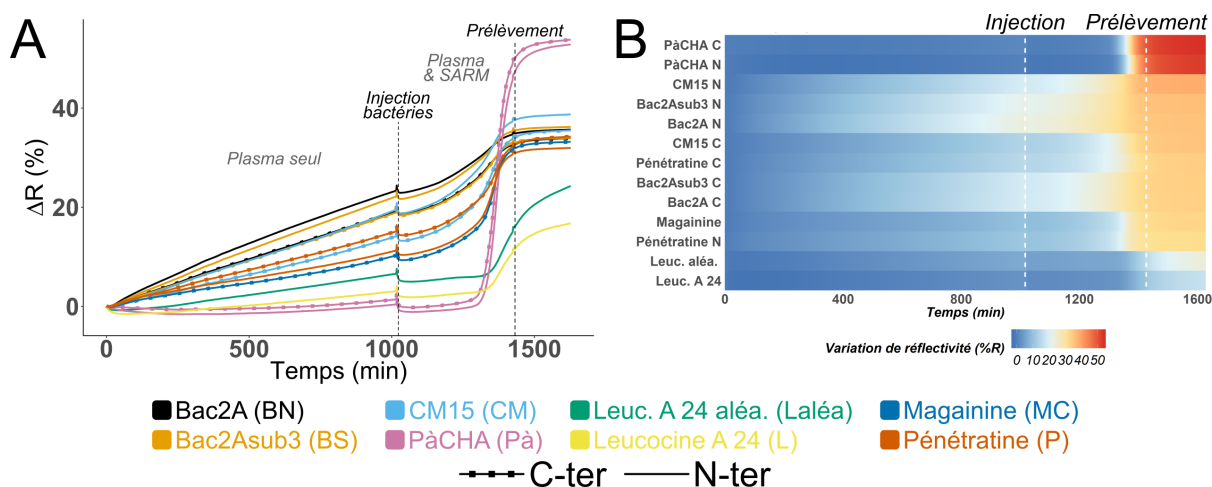 A
Prélèvement
Plasma
& SARM
Injection
bactéries
Plasma seul
ΔR (%)
40
20
0
0
500
1000
1500
Temps (min)
B
Injection
Prélèvement
PàCHA C
PàCHA N
CM15 N
Bac2Asub3 N
Bac2A N
CM15 C
Pénétratine C
Bac2Asub3 C
Bac2A C
Magainine
Pénétratine N
Leuc. aléa.
Leuc. A 24
0 400 800 1200 1600
Temps (min)
Variation de réflectivité (%R)
0 10 20 30 40 50
Bac2A (BN) CM15 (CM) Leuc. A 24 aléa. (Laléa) Magainine (MC)
Bac2Asub3 (BS) PàCHA (Pà) Leucocine A 24 (L) Pénétratine (P)
C-ter N-ter